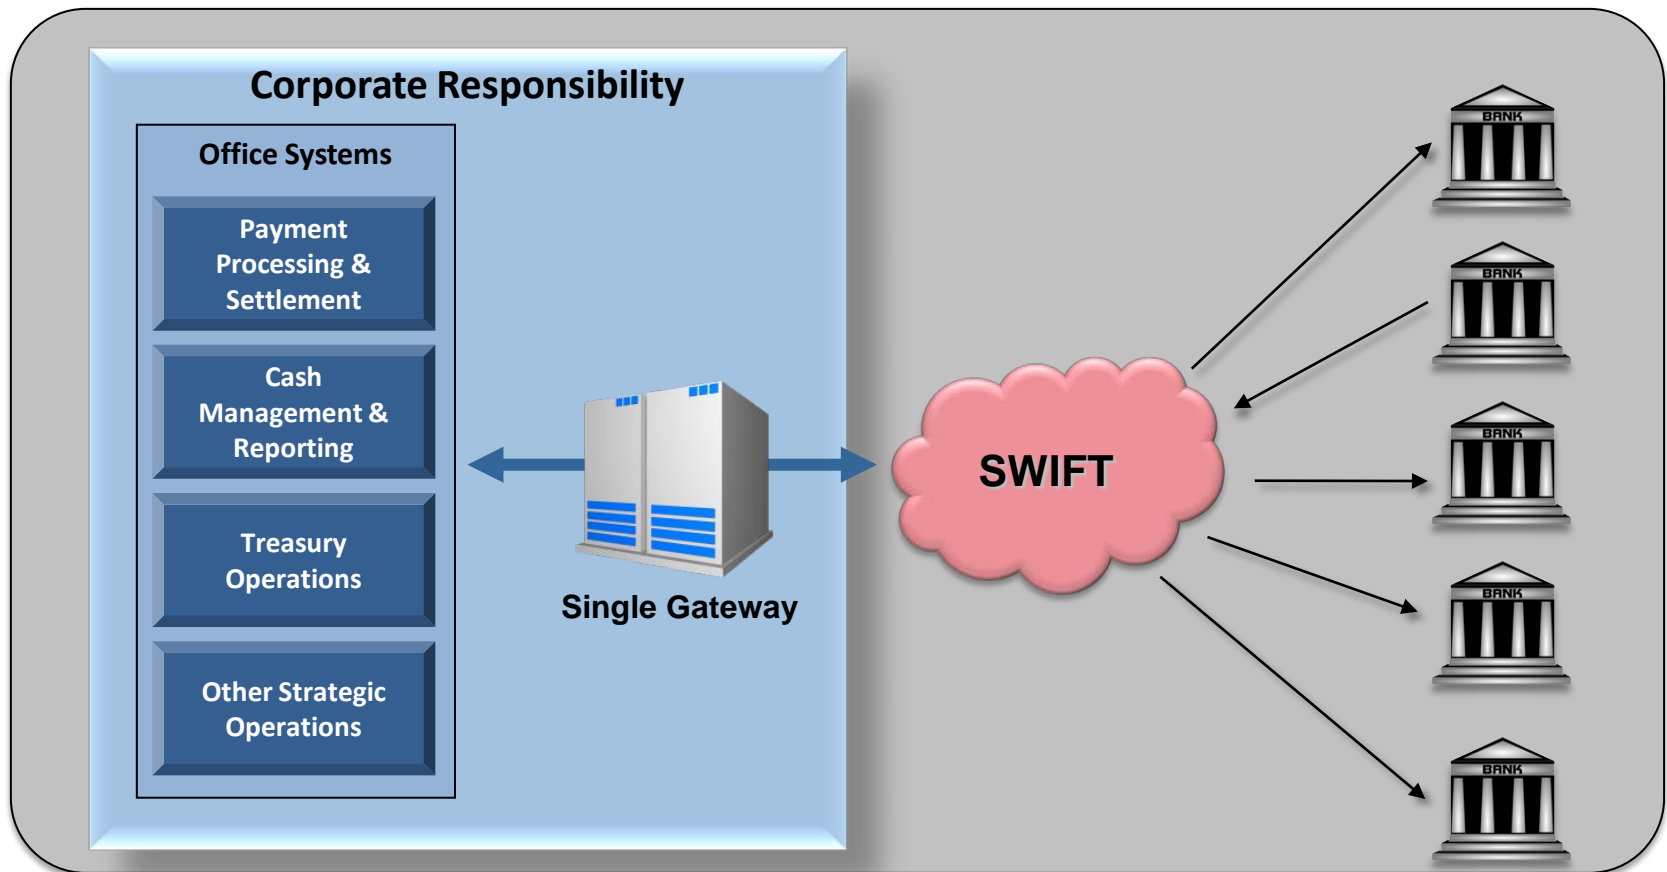 Corporate Responsibility
Office Systems
Payment
Processing &
Settlement
Cash
Management &
Reporting
Treasury
Operations
Other Strategic
Operations
Single Gateway
SWIFT
BANK
BANK
BANK
BANK
BANK